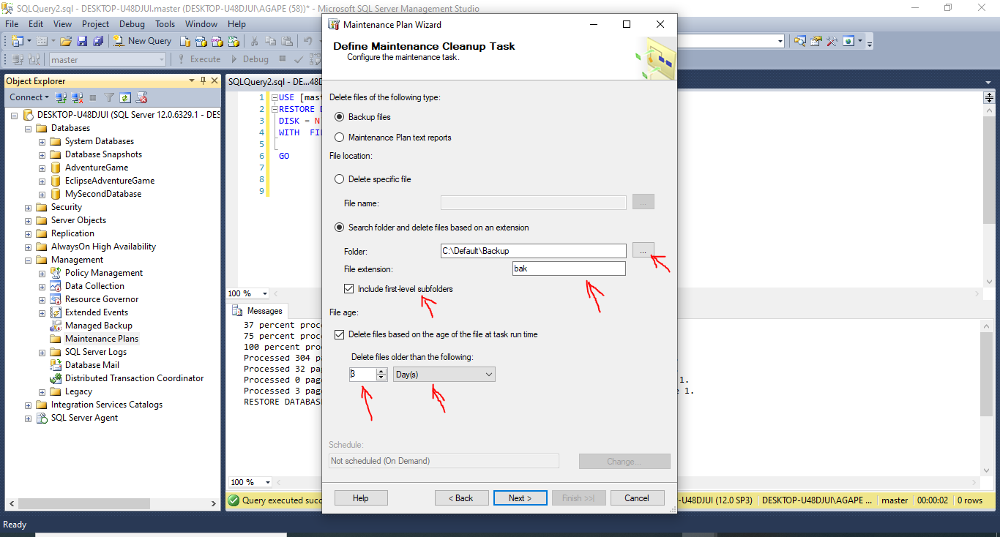 SQLQuery2.sql - DESKTOP-U48DJUI.master (DESKTOP-U48DJUI\AGAPE (58))* - Microsoft SQL Server Management Studio
File Edit View Project Debug Tools Window Help
New Query
master
Execute Debug
Object Explorer
Connect
DESKTOP-U48DJUI (SQL Server 12.0.6329.1 - DES
Databases
System Databases
Database Snapshots
AdventureGame
EclipseAdventureGame
MySecondDatabase
Security
Server Objects
Replication
AlwaysOn High Availability
Management
Policy Management
Data Collection
Resource Governor
Extended Events
Managed Backup
Maintenance Plans
SQL Server Logs
Database Mail
Distributed Transaction Coordinator
Legacy
Integration Services Catalogs
SQL Server Agent
SQLQuery2.sql - DE...48D
1 USE [mast
2 RESTORE D
3 DISK = N
4 WITH FIL
5
6 GO
7
8
9
100 %
Messages
37 percent proc
75 percent proc
100 percent pro
Processed 304 pa
Processed 32 pag
Processed 0 page
1.
Processed 3 page
e 1.
RESTORE DATABAS
100 %
Query executed succ
-U48DJUI (12.0 SP3) DESKTOP-U48DJUI\AGAPE ... master 00:00:02 0 rows
Ready
Maintenance Plan Wizard
Define Maintenance Cleanup Task
Configure the maintenance task.
Delete files of the following type:
Backup files
Maintenance Plan text reports
File location:
Delete specific file
File name:
...
Search folder and delete files based on an extension
Folder:
C:\Default\Backup
...
File extension:
bak
Include first-level subfolders
File age:
Delete files based on the age of the file at task run time
Delete files older than the following:
3 Day(s)
Schedule:
Not scheduled (On Demand)
Change...
Help < Back Next > Finish >>| Cancel